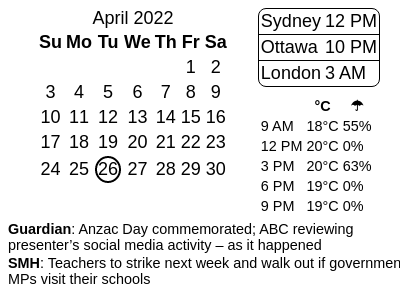 April 2022
Su Mo Tu We Th Fr Sa
1 2
3 4 5 6 7 8 9
10 11 12 13 14 15 16
17 18 19 20 21 22 23
24 25 26 27 28 29 30
Sydney 12 PM
Ottawa 10 PM
London 3 AM
°C ☂
9 AM 18°C 55%
12 PM 20°C 0%
3 PM 20°C 63%
6 PM 19°C 0%
9 PM 19°C 0%
Guardian: Anzac Day commemorated; ABC reviewing
presenter’s social media activity – as it happened
SMH: Teachers to strike next week and walk out if governmen
MPs visit their schools